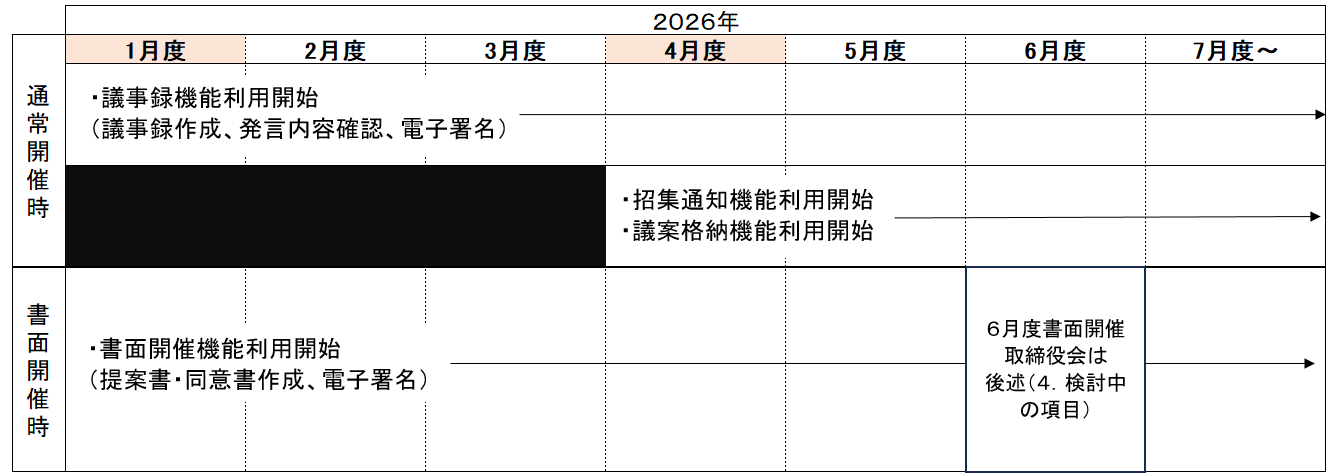 2026年
1月度 2月度 3月度 4月度 5月度 6月度 7月度～
通常開催時
・議事録機能利用開始
（議事録作成、発言内容確認、電子署名）
・招集通知機能利用開始
・議案格納機能利用開始
書面開催時
・書面開催機能利用開始
（提案書・同意書作成、電子署名）
６月度書面開催
取締役会は
後述（４．検討中
の項目）